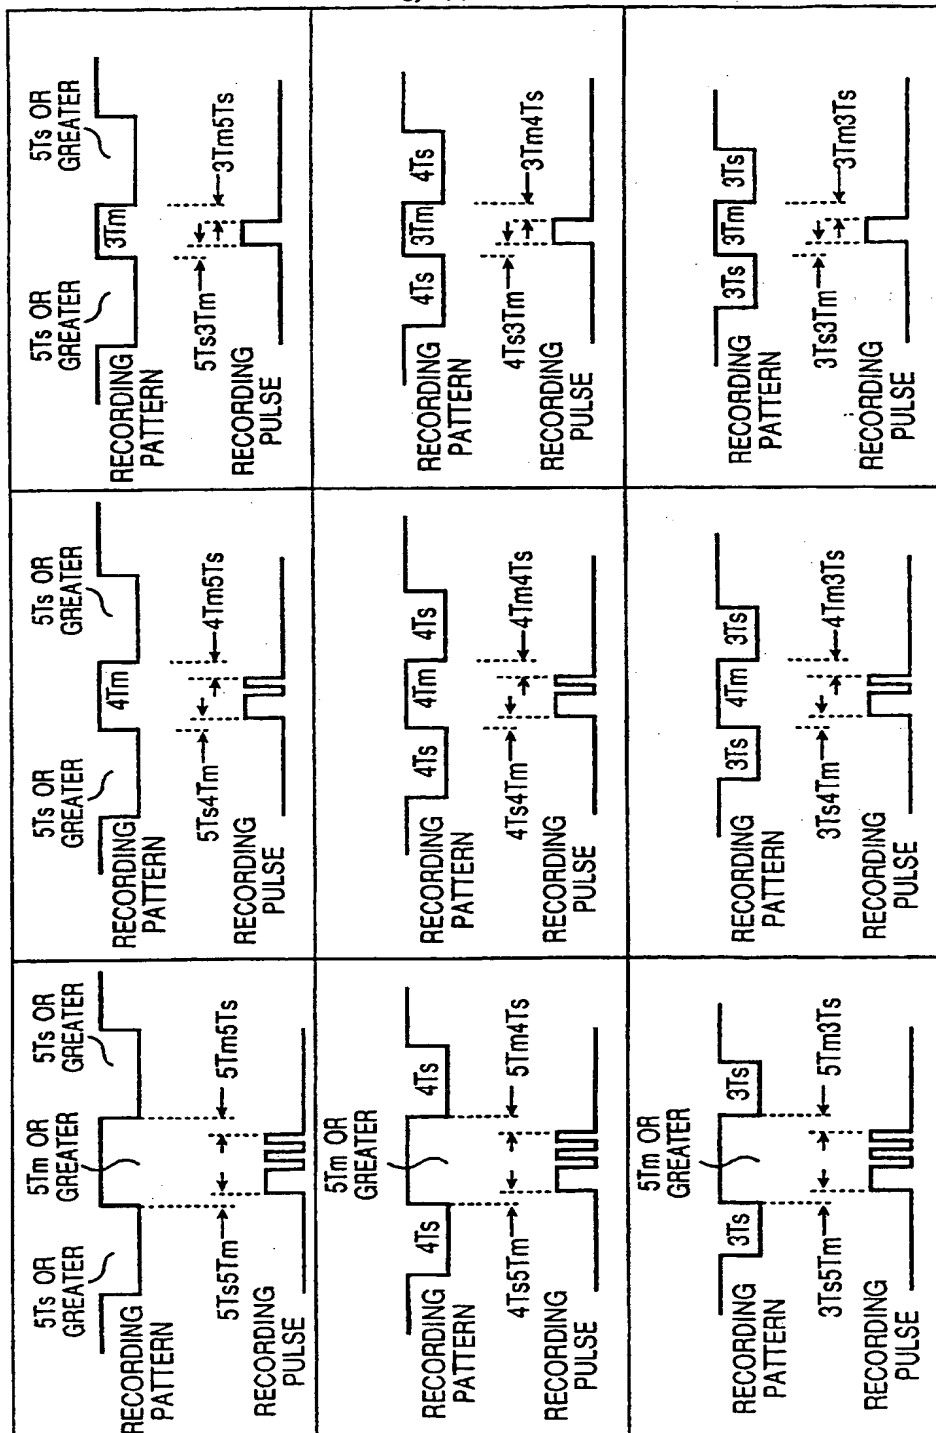 5Ts OR
GREATER
5Tm OR
GREATER
5Ts OR
GREATER
RECORDING
PATTERN
5Ts5Tm
5Tm5Ts
RECORDING
PULSE
5Ts OR
GREATER
4Tm
5Ts OR
GREATER
RECORDING
PATTERN
5Ts4Tm
4Tm5Ts
RECORDING
PULSE
5Ts OR
GREATER
3Tm
5Ts OR
GREATER
RECORDING
PATTERN
5Ts3Tm
3Tm5Ts
RECORDING
PULSE
5Tm OR
GREATER
4Ts
4Ts
RECORDING
PATTERN
4Ts5Tm
5Tm4Ts
RECORDING
PULSE
4Ts
4Tm
4Ts
RECORDING
PATTERN
4Ts4Tm
4Tm4Ts
RECORDING
PULSE
4Ts
3Tm
4Ts
RECORDING
PATTERN
4Ts3Tm
3Tm4Ts
RECORDING
PULSE
5Tm OR
GREATER
3Ts
3Ts
RECORDING
PATTERN
3Ts5Tm
5Tm3Ts
RECORDING
PULSE
3Ts
4Tm
3Ts
RECORDING
PATTERN
3Ts4Tm
4Tm3Ts
RECORDING
PULSE
3Ts
3Tm
3Ts
RECORDING
PATTERN
3Ts3Tm
3Tm3Ts
RECORDING
PULSE